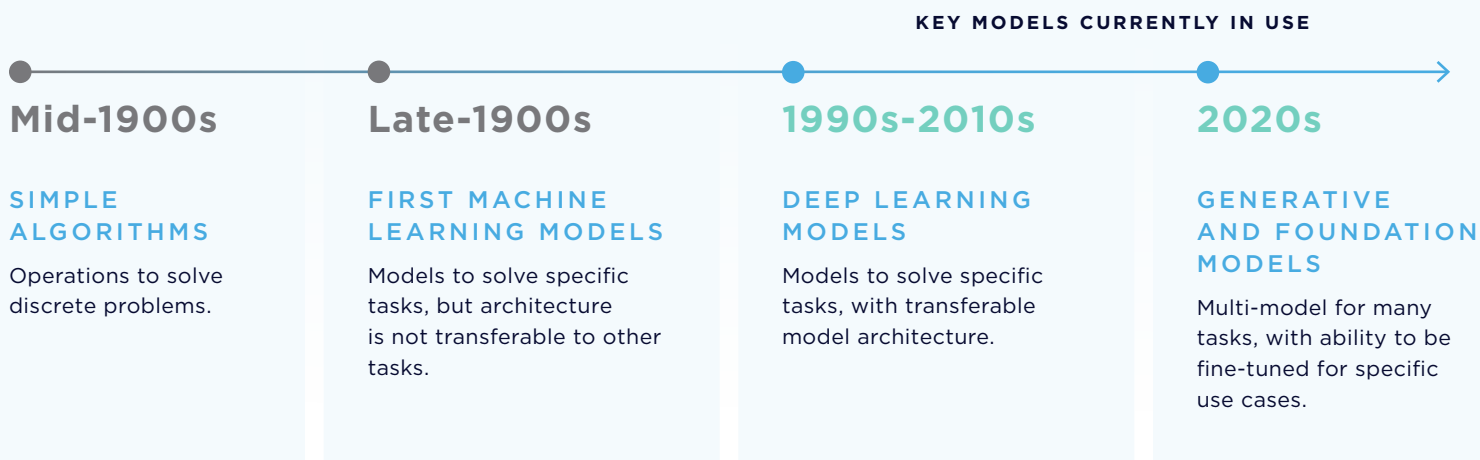 KEY MODELS CURRENTLY IN USE
Mid-1900s
SIMPLE
ALGORITHMS
Operations to solve
discrete problems.
Late-1900s
FIRST MACHINE
LEARNING MODELS
Models to solve specific
tasks, but architecture
is not transferable to other
tasks.
1990s-2010s
DEEP LEARNING
MODELS
Models to solve specific
tasks, with transferable
model architecture.
2020s
GENERATIVE
AND FOUNDATION
MODELS
Multi-model for many
tasks, with ability to be
fine-tuned for specific
use cases.